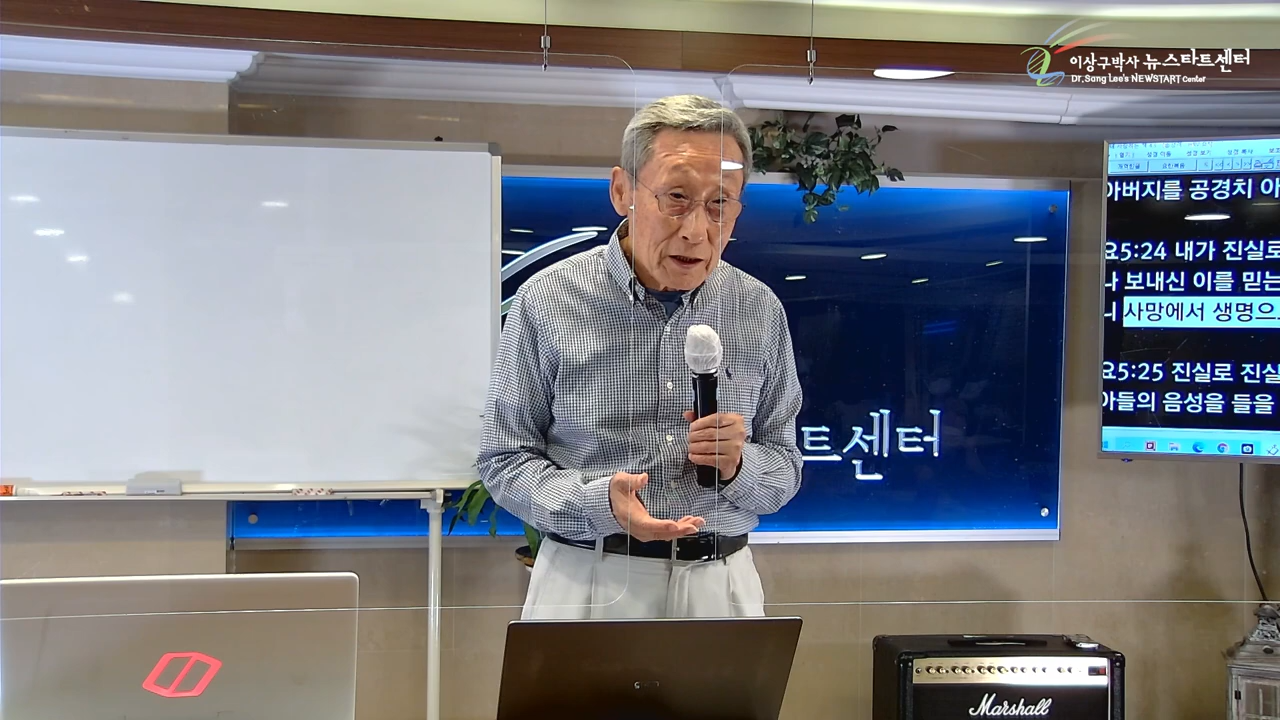 이상구박사 뉴스타트센터
Dr. Sang Lee's NEWSTART Center
아버지를 공경치 아
요5:24 내가 진실로
나 보내신 이를 믿는
니 사망에서 생명으
요5:25 진실로 진실
아들의 음성을 들을
트센터
gram
Marshall